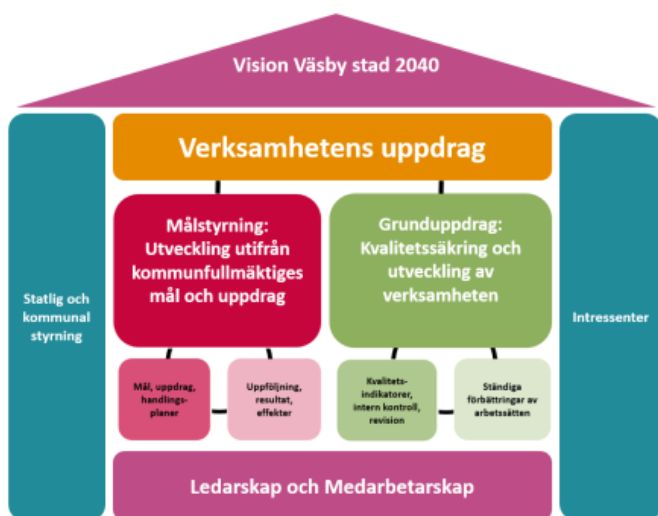 Vision Väsby stad 2040
Verksamhetens uppdrag
Statlig och
kommunal
styrning
Målstyrning:
Utveckling utifrån
kommunfullmäktiges
mål och uppdrag
Grunduppdrag:
Kvalitetssäkring och
utveckling av
verksamheten
Intressenter
Mål, uppdrag,
handlings-
planer
Uppföljning,
resultat,
effekter
Kvalitets-
indikatorer,
intern kontroll,
revision
Ständiga
förbättringar av
arbetssätten
Ledarskap och Medarbetarskap